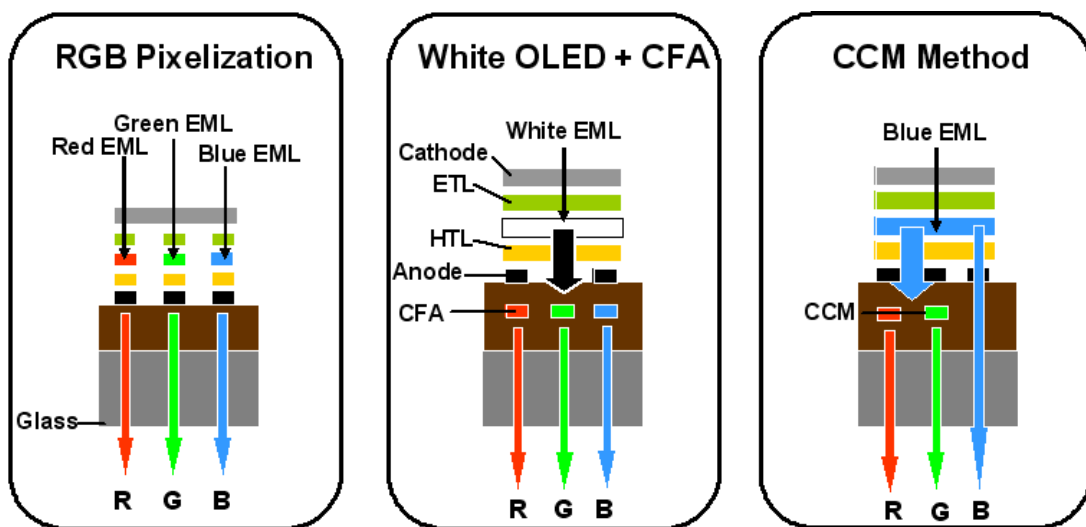 RGB Pixelization
Green EML
Red EML
Blue EML
Glass
R G B
White OLED + CFA
White EML
Cathode
ETL
HTL
Anode
CFA
R G B
CCM Method
Blue EML
CCM
R G B